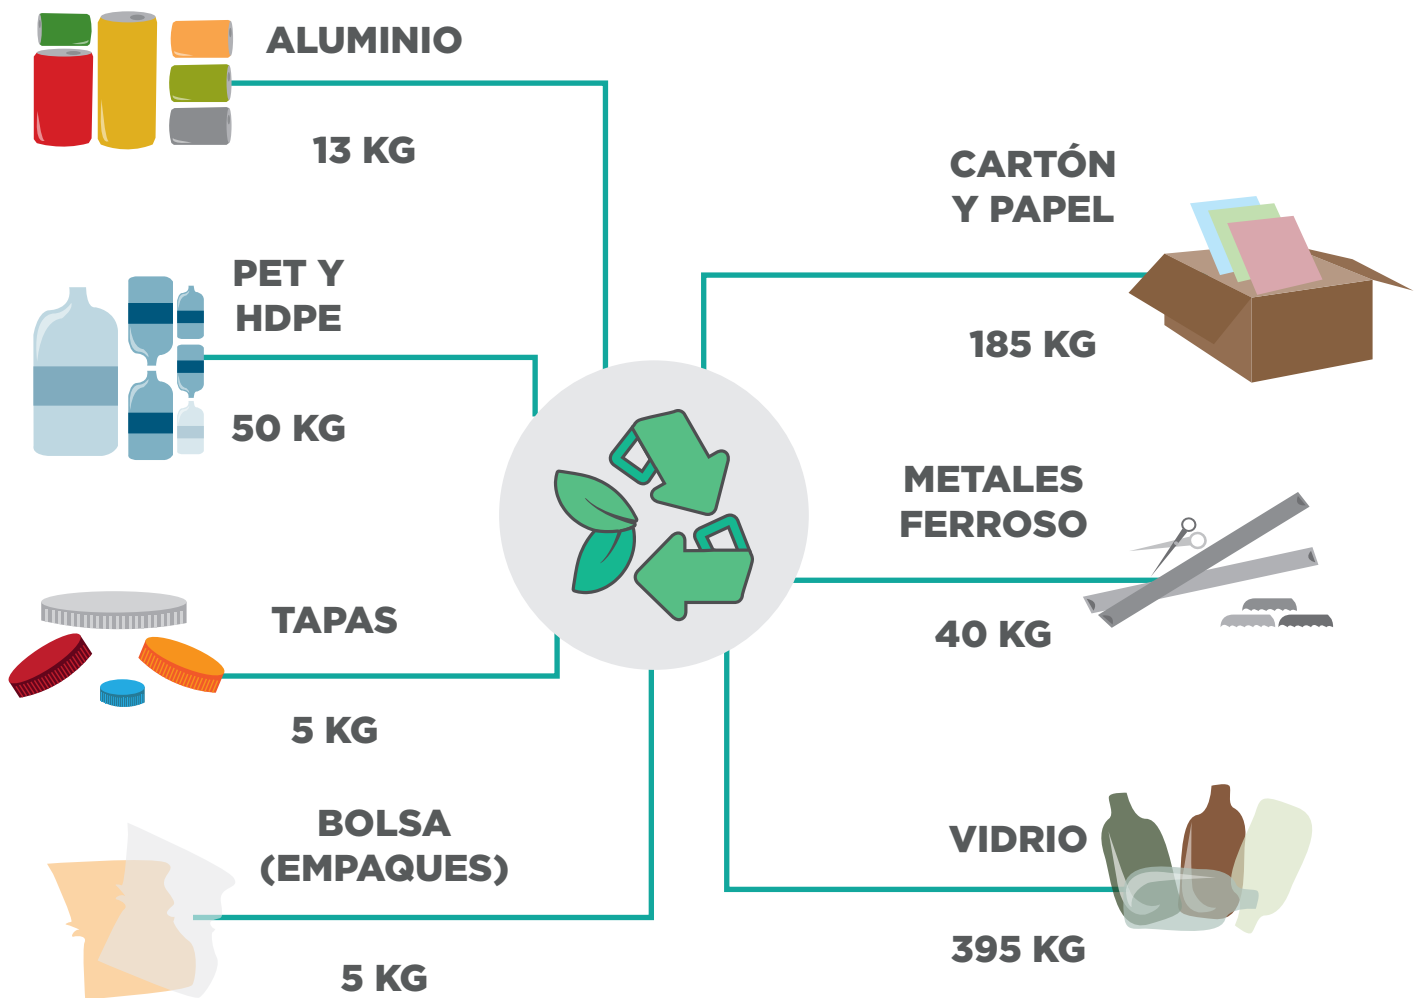 ALUMINIO
13 KG
PET Y
HDPE
50 KG
TAPAS
5 KG
BOLSA
(EMPAQUES)
5 KG
CARTÓN
Y PAPEL
185 KG
METALES
FERROSO
40 KG
VIDRIO
395 KG